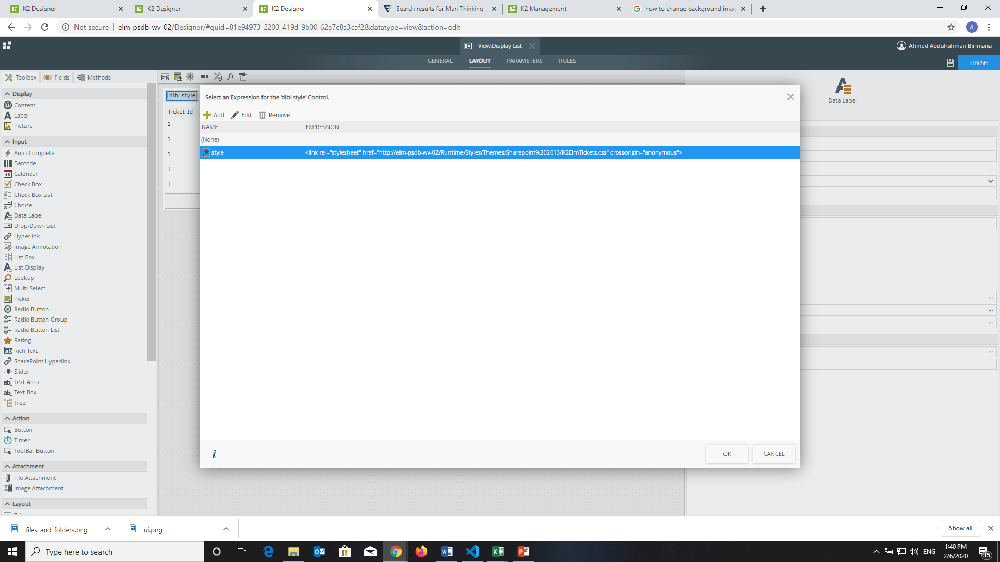 K2 Designer
K2 Designer
K2 Designer
Search results for Man Thinking
K2 Management
how to change background imag
Not secure
elm-psdb-wv-02/Designer/#guid=81e94973-2203-419d-9b00-62e7c8a3caf2&datatype=view&action=edit
A
View.Display List
Ahmed Abdulrahman Binmana
GENERAL
LAYOUT
PARAMETERS
RULES
FINISH
Toolbox
Fields
Methods
Display
Content
Label
Picture
Input
Auto-Complete
Barcode
Calendar
Check Box
Check Box List
Choice
Data Label
Drop-Down List
Hyperlink
Image Annotation
List Box
List Display
Lookup
Multi-Select
Picker
Radio Button
Radio Button Group
Radio Button List
Rating
Rich Text
SharePoint Hyperlink
Slider
Text Area
Text Box
Tree
Action
Button
Timer
ToolBar Button
Attachment
File Attachment
Image Attachment
Layout
[dlbl style]
Ticket Id
1
1
1
1
1
Select an Expression for the 'dlbl style' Control.
Add
Edit
Remove
NAME
EXPRESSION
(None)
style
<link rel="stylesheet" href="http://elm-psdb-wv-02/Runtime/Styles/Themes/Sharepoint%202013/K2ElmTickets.css" crossorigin="anonymous">
OK
CANCEL
Data Label
files-and-folders.png
ui.png
Show all
Type here to search
ENG
1:40 PM
2/6/2020
35